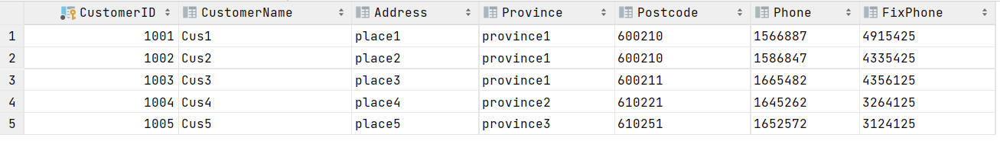 CustomerID CustomerName Address Province Postcode Phone FixPhone
1 1001 Cus1 place1 province1 600210 1566887 4915425
2 1002 Cus2 place2 province1 600210 1586847 4335425
3 1003 Cus3 place3 province1 600211 1665482 4356125
4 1004 Cus4 place4 province2 610221 1645262 3264125
5 1005 Cus5 place5 province3 610251 1652572 3124125